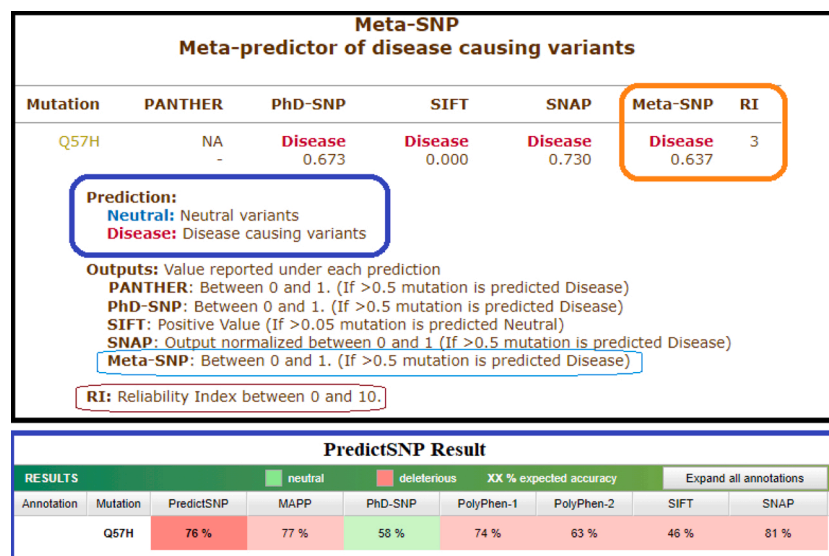 Meta-SNP
Meta-predictor of disease causing variants
Mutation PANTHER PhD-SNP SIFT SNAP Meta-SNP RI
Q57H NA Disease Disease Disease Disease 3
- 0.673 0.000 0.730 0.637
Prediction:
Neutral: Neutral variants
Disease: Disease causing variants
Outputs: Value reported under each prediction
PANTHER: Between 0 and 1. (If >0.5 mutation is predicted Disease)
PhD-SNP: Between 0 and 1. (If >0.5 mutation is predicted Disease)
SIFT: Positive Value (If >0.05 mutation is predicted Neutral)
SNAP: Output normalized between 0 and 1 (If >0.5 mutation is predicted Disease)
Meta-SNP: Between 0 and 1. (If >0.5 mutation is predicted Disease)
RI: Reliability Index between 0 and 10.
PredictSNP Result
RESULTS neutral deleterious XX % expected accuracy Expand all annotations
Annotation Mutation PredictSNP MAPP PhD-SNP PolyPhen-1 PolyPhen-2 SIFT SNAP
Q57H 76 % 77 % 58 % 74 % 63 % 46 % 81 %